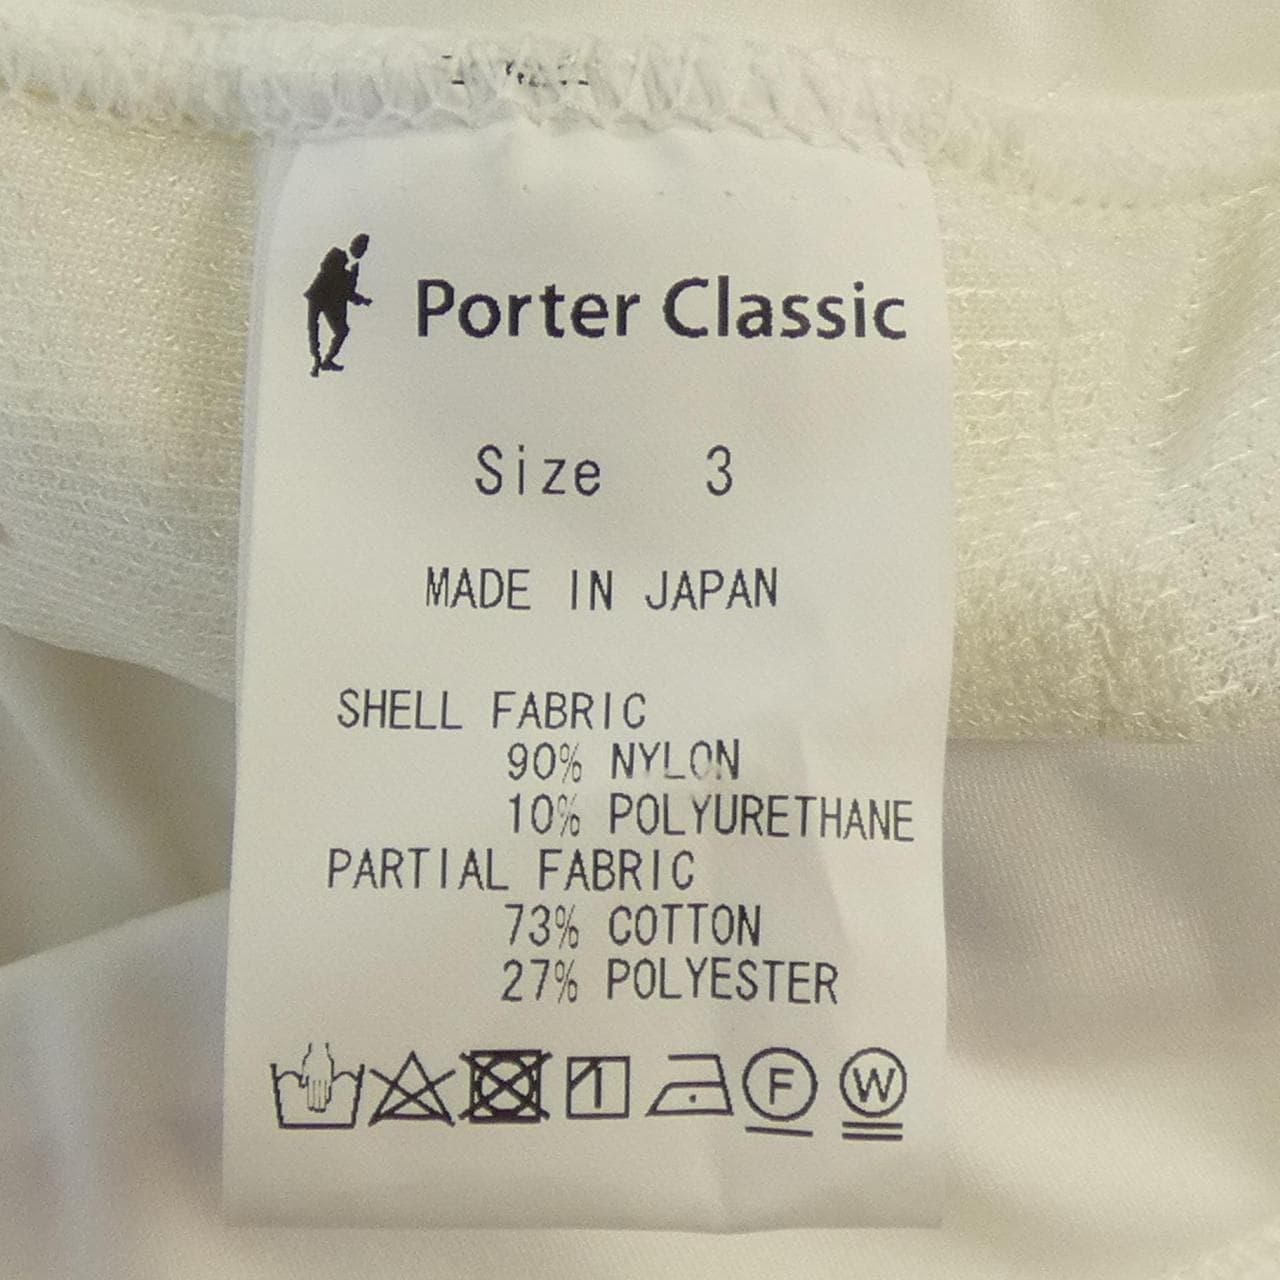 Porter Classic
Size 3
MADE IN JAPAN
SHELL FABRIC
90% NYLON
10% POLYURETHANE
PARTIAL FABRIC
73% COTTON
27% POLYESTER
F W